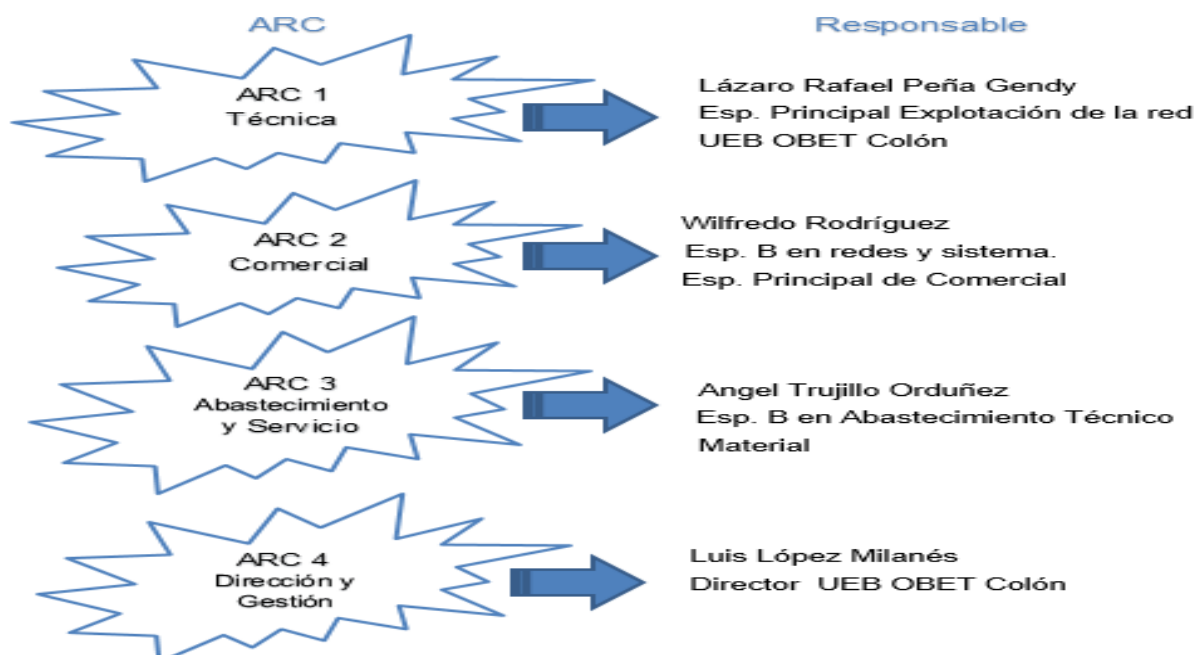 ARC
Responsable
ARC 1
Técnica
Lázaro Rafael Peña Gendy
Esp. Principal Explotación de la red
UEB OBET Colón
ARC 2
Comercial
Wilfredo Rodríguez
Esp. B en redes y sistema.
Esp. Principal de Comercial
ARC 3
Abastecimiento
y Servicio
Angel Trujillo Orduñez
Esp. B en Abastecimiento Técnico
Material
ARC 4
Dirección y
Gestión
Luis López Milanés
Director UEB OBET Colón